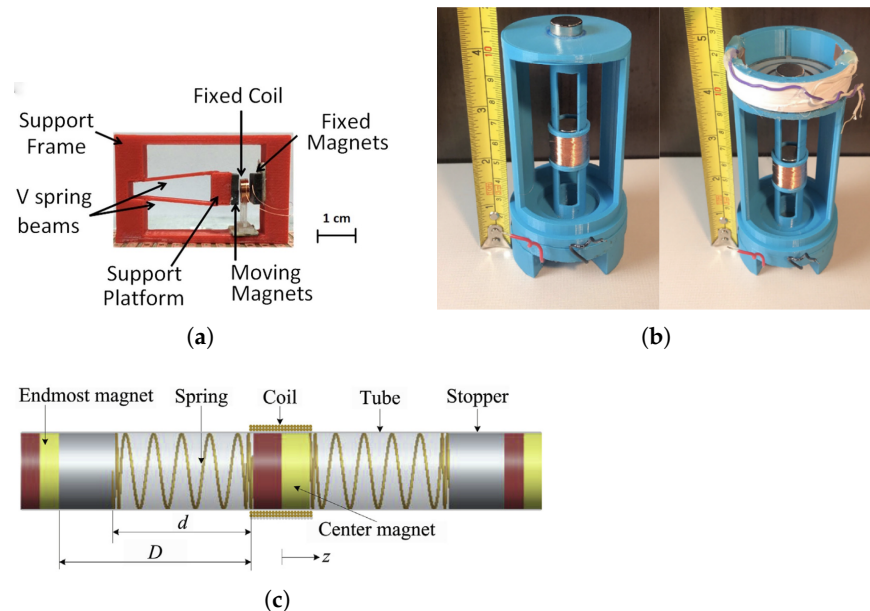 (a)
Fixed Coil
Support
Frame
Fixed
Magnets
V spring
beams
1 cm
Support
Platform
Moving
Magnets
(b)
Endmost magnet
Spring
Coil
Tube
Stopper
d
Center magnet
D
z
(c)